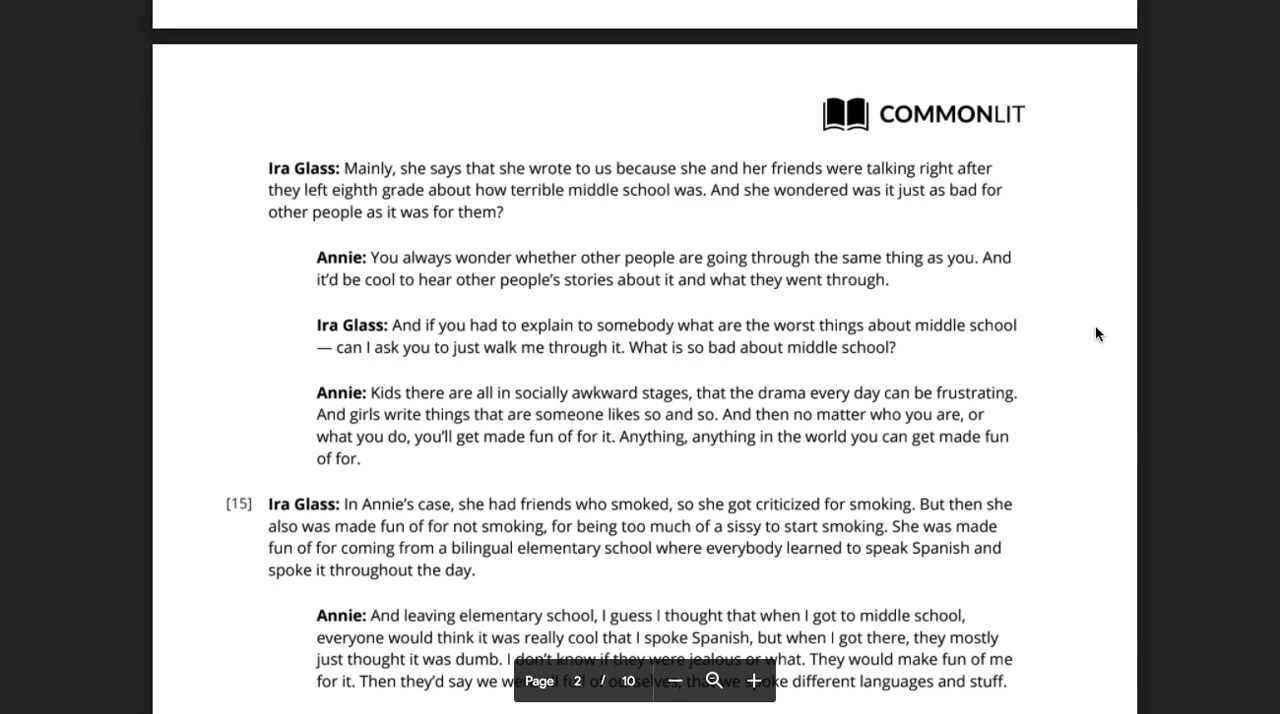 COMMONLIT
Ira Glass: Mainly, she says that she wrote to us because she and her friends were talking right after
they left eighth grade about how terrible middle school was. And she wondered was it just as bad for
other people as it was for them?
Annie: You always wonder whether other people are going through the same thing as you. And
it’d be cool to hear other people’s stories about it and what they went through.
Ira Glass: And if you had to explain to somebody what are the worst things about middle school
— can I ask you to just walk me through it. What is so bad about middle school?
Annie: Kids there are all in socially awkward stages, that the drama every day can be frustrating.
And girls write things that are someone likes so and so. And then no matter who you are, or
what you do, you’ll get made fun of for it. Anything, anything in the world you can get made fun
of for.
[15] Ira Glass: In Annie’s case, she had friends who smoked, so she got criticized for smoking. But then she
also was made fun of for not smoking, for being too much of a sissy to start smoking. She was made
fun of for coming from a bilingual elementary school where everybody learned to speak Spanish and
spoke it throughout the day.
Annie: And leaving elementary school, I guess I thought that when I got to middle school,
everyone would think it was really cool that I spoke Spanish, but when I got there, they mostly
just thought it was dumb. I don’t know if they were jealous or what. They would make fun of me
for it. Then they’d say we were all full of ourselves, that we spoke different languages and stuff.
Page 2 / 10